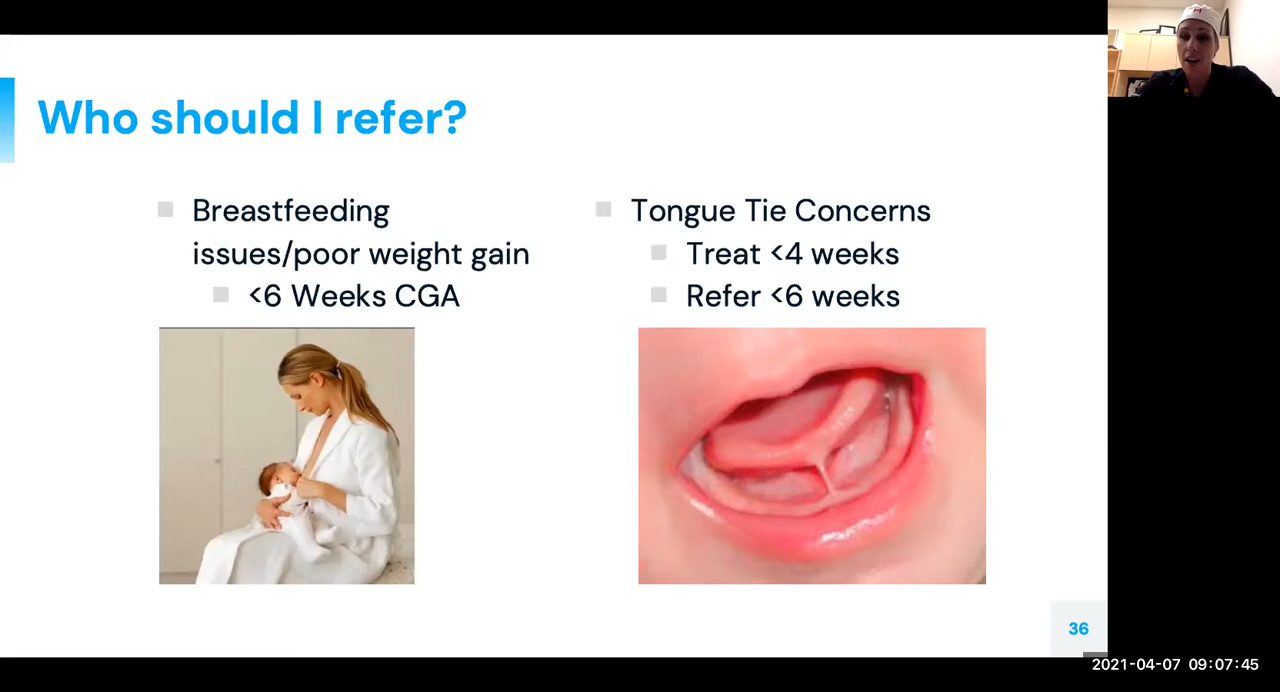 Who should I refer?
Breastfeeding
issues/poor weight gain
<6 Weeks CGA
Tongue Tie Concerns
Treat <4 weeks
Refer <6 weeks
36
2021-04-07 09:07:45